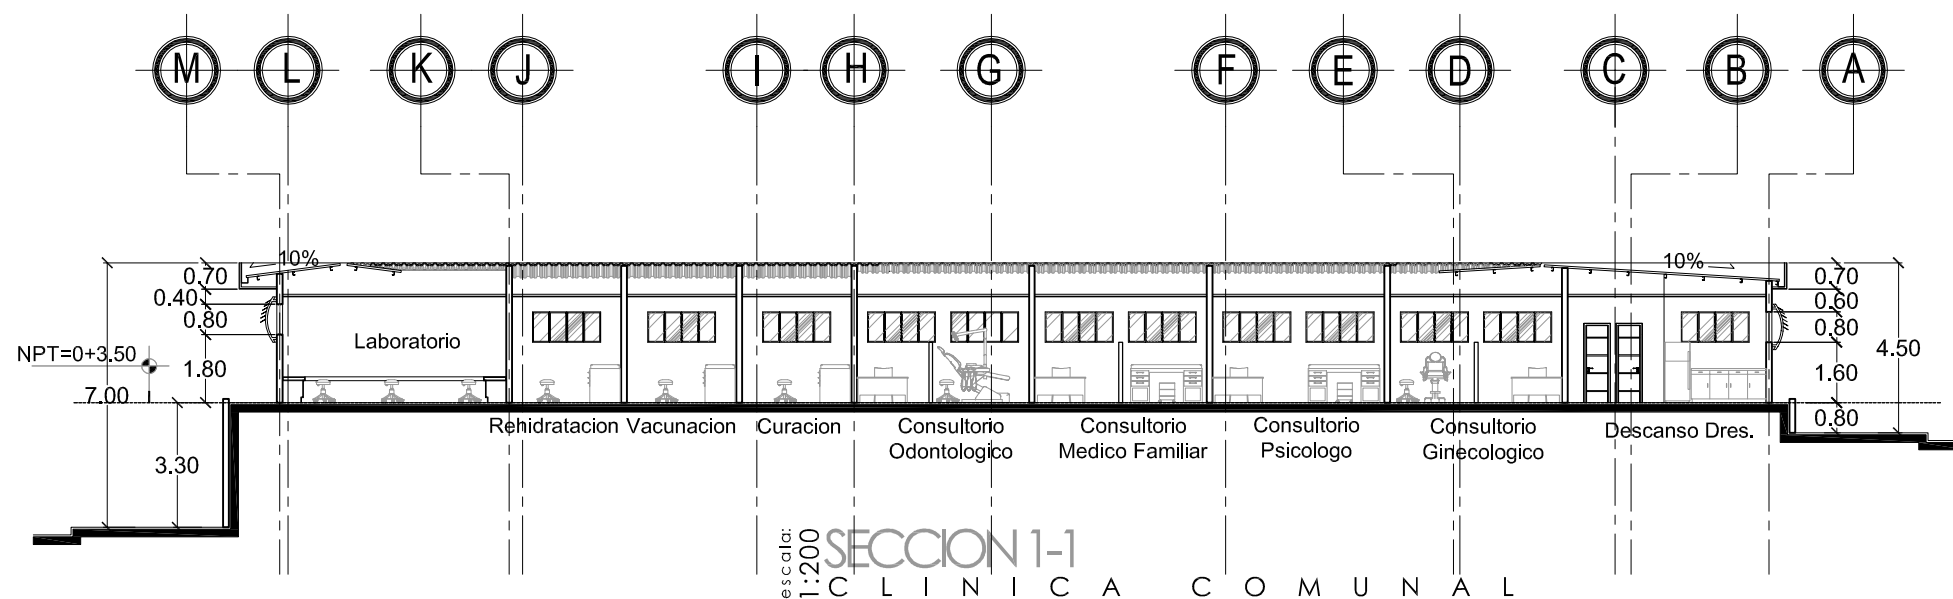 M L K J I H G F E D C B A
10% 10%
0.70 0.70
0.40 0.60
0.80 0.80
Laboratorio
NPT=0+3.50
4.50
1.80 1.60
7.00
0.80
Rehidratacion Vacunacion Curacion Consultorio Consultorio Consultorio Consultorio Descanso Dres.
Odontologico Medico Familiar Psicologo Ginecologico
3.30
escala:
1:200
SECCION 1-1
CLINICA COMUNAL